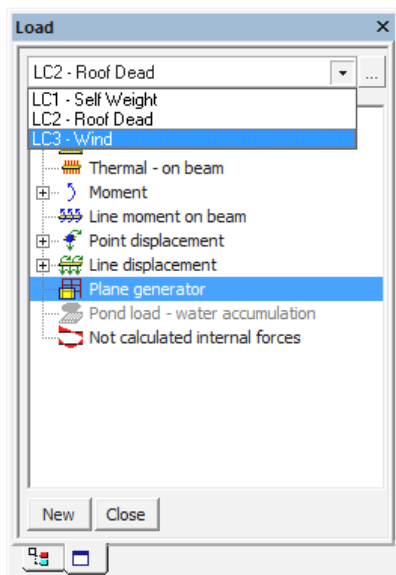 Load
LC2 - Roof Dead
...
LC1 - Self Weight
LC2 - Roof Dead
LC3 - Wind
Thermal - on beam
Moment
Line moment on beam
Point displacement
Line displacement
Plane generator
Pond load - water accumulation
Not calculated internal forces
New Close